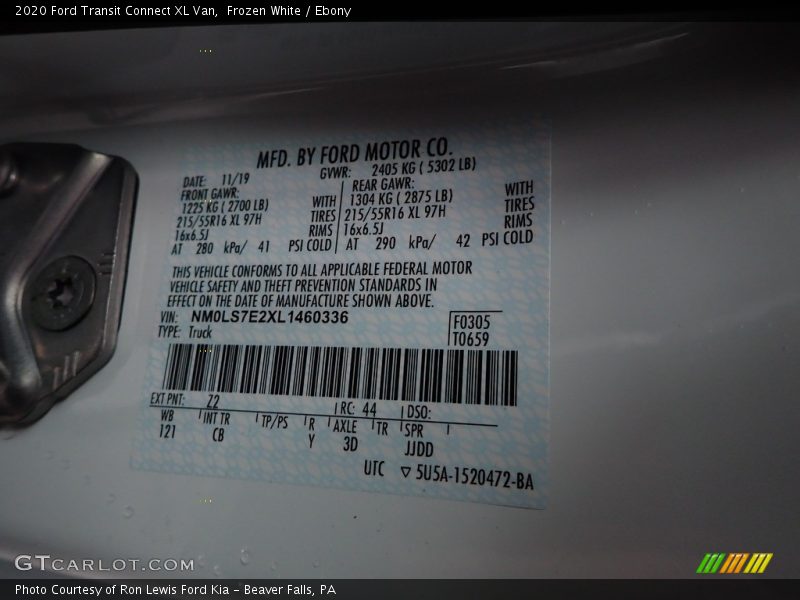 2020 Ford Transit Connect XL Van, Frozen White / Ebony
MFD. BY FORD MOTOR CO.
DATE: 11/19 GVWR: 2405 KG ( 5302 LB)
FRONT GAWR: REAR GAWR:
1225 KG ( 2700 LB) WITH 1304 KG ( 2875 LB) WITH
215/55R16 XL 97H TIRES 215/55R16 XL 97H TIRES
16x6.5J RIMS 16x6.5J RIMS
AT 280 kPa/ 41 PSI COLD AT 290 kPa/ 42 PSI COLD
THIS VEHICLE CONFORMS TO ALL APPLICABLE FEDERAL MOTOR
VEHICLE SAFETY AND THEFT PREVENTION STANDARDS IN
EFFECT ON THE DATE OF MANUFACTURE SHOWN ABOVE.
VIN: NM0LS7E2XL1460336 F0305
TYPE: Truck T0659
EXT PNT: Z2 RC: 44 DSO:
WB INT TR TP/PS R AXLE TR SPR
121 CB Y 3D JJDD
UTC ▽ 5U5A-1520472-BA
GTCARLOT.COM
Photo Courtesy of Ron Lewis Ford Kia – Beaver Falls, PA